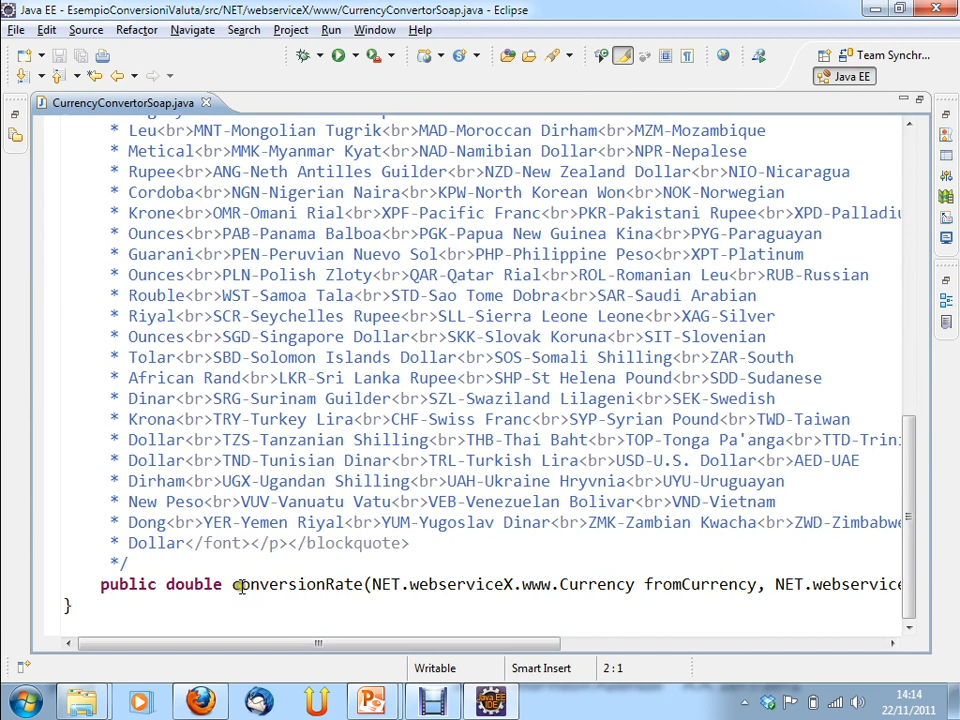 Java EE - EsempioConversioniValuta/src/NET/webserviceX/www/CurrencyConvertorSoap.java - Eclipse
File Edit Source Refactor Navigate Search Project Run Window Help
Team Synchr...
Java EE
CurrencyConvertorSoap.java
* Leu<br>MNT-Mongolian Tugrik<br>MAD-Moroccan Dirham<br>MZM-Mozambique
* Metical<br>MMK-Myanmar Kyat<br>NAD-Namibian Dollar<br>NPR-Nepalese
* Rupee<br>ANG-Neth Antilles Guilder<br>NZD-New Zealand Dollar<br>NIO-Nicaragua
* Cordoba<br>NGN-Nigerian Naira<br>KPW-North Korean Won<br>NOK-Norwegian
* Krone<br>OMR-Omani Rial<br>XPF-Pacific Franc<br>PKR-Pakistani Rupee<br>XPD-Palladiu
* Ounces<br>PAB-Panama Balboa<br>PGK-Papua New Guinea Kina<br>PYG-Paraguayan
* Guarani<br>PEN-Peruvian Nuevo Sol<br>PHP-Philippine Peso<br>XPT-Platinum
* Ounces<br>PLN-Polish Zloty<br>QAR-Qatar Rial<br>ROL-Romanian Leu<br>RUB-Russian
* Rouble<br>WST-Samoa Tala<br>STD-Sao Tome Dobra<br>SAR-Saudi Arabian
* Riyal<br>SCR-Seychelles Rupee<br>SLL-Sierra Leone Leone<br>XAG-Silver
* Ounces<br>SGD-Singapore Dollar<br>SKK-Slovak Koruna<br>SIT-Slovenian
* Tolar<br>SBD-Solomon Islands Dollar<br>SOS-Somali Shilling<br>ZAR-South
* African Rand<br>LKR-Sri Lanka Rupee<br>SHP-St Helena Pound<br>SDD-Sudanese
* Dinar<br>SRG-Surinam Guilder<br>SZL-Swaziland Lilageni<br>SEK-Swedish
* Krona<br>TRY-Turkey Lira<br>CHF-Swiss Franc<br>SYP-Syrian Pound<br>TWD-Taiwan
* Dollar<br>TZS-Tanzanian Shilling<br>THB-Thai Baht<br>TOP-Tonga Pa'anga<br>TTD-Trini
* Dollar<br>TND-Tunisian Dinar<br>TRL-Turkish Lira<br>USD-U.S. Dollar<br>AED-UAE
* Dirham<br>UGX-Ugandan Shilling<br>UAH-Ukraine Hryvnia<br>UYU-Uruguayan
* New Peso<br>VUV-Vanuatu Vatu<br>VEB-Venezuelan Bolivar<br>VND-Vietnam
* Dong<br>YER-Yemen Riyal<br>YUM-Yugoslav Dinar<br>ZMK-Zambian Kwacha<br>ZWD-Zimbabwe
* Dollar</font></p></blockquote>
*/
public double conversionRate(NET.webserviceX.www.Currency fromCurrency, NET.webservice
}
Writable Smart Insert 2 : 1
14:14
22/11/2011